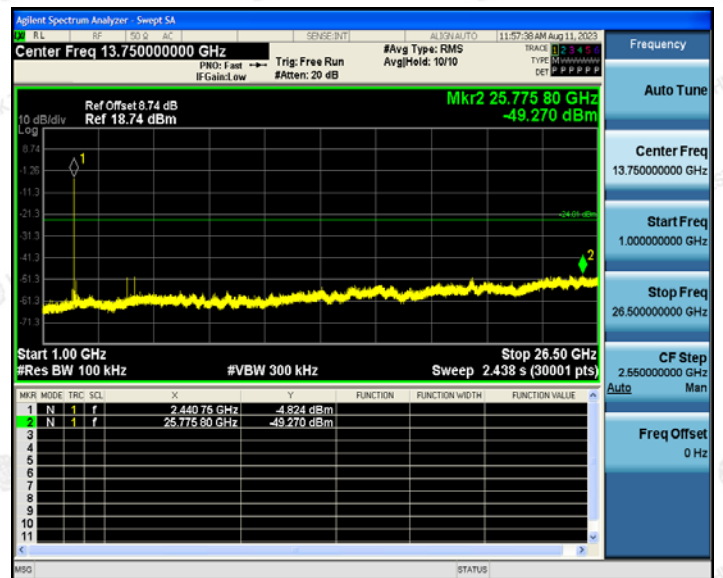 Agilent Spectrum Analyzer - Swept SA
RL RF 50 Ω AC SENSE:INT ALIGNAUTO 11:57:38 AM Aug 11, 2023
Center Freq 13.750000000 GHz
PNO: Fast
IFGain:Low
Trig: Free Run
#Atten: 20 dB
#Avg Type: RMS
Avg|Hold: 10/10
TRACE 1 2 3 4 5 6
TYPE M W W W W W
DET P P P P P P
Frequency
Auto Tune
Center Freq
13.750000000 GHz
Start Freq
1.000000000 GHz
Stop Freq
26.500000000 GHz
CF Step
2.550000000 GHz
Auto Man
Freq Offset
0 Hz
Mkr2 25.775 80 GHz
-49.270 dBm
10 dB/div
Log
Ref Offset 8.74 dB
Ref 18.74 dBm
8.74
-1.26
-11.3
-21.3
-31.3
-41.3
-51.3
-61.3
-71.3
1
-24.81 dBm
2
Start 1.00 GHz
#Res BW 100 kHz
#VBW 300 kHz
Stop 26.50 GHz
Sweep 2.438 s (30001 pts)
MKR MODE TRC SCL X Y FUNCTION FUNCTION WIDTH FUNCTION VALUE
1 N 1 f 2.440 75 GHz -4.824 dBm
2 N 1 f 25.775 80 GHz -49.270 dBm
3
4
5
6
7
8
9
10
11
MSG STATUS